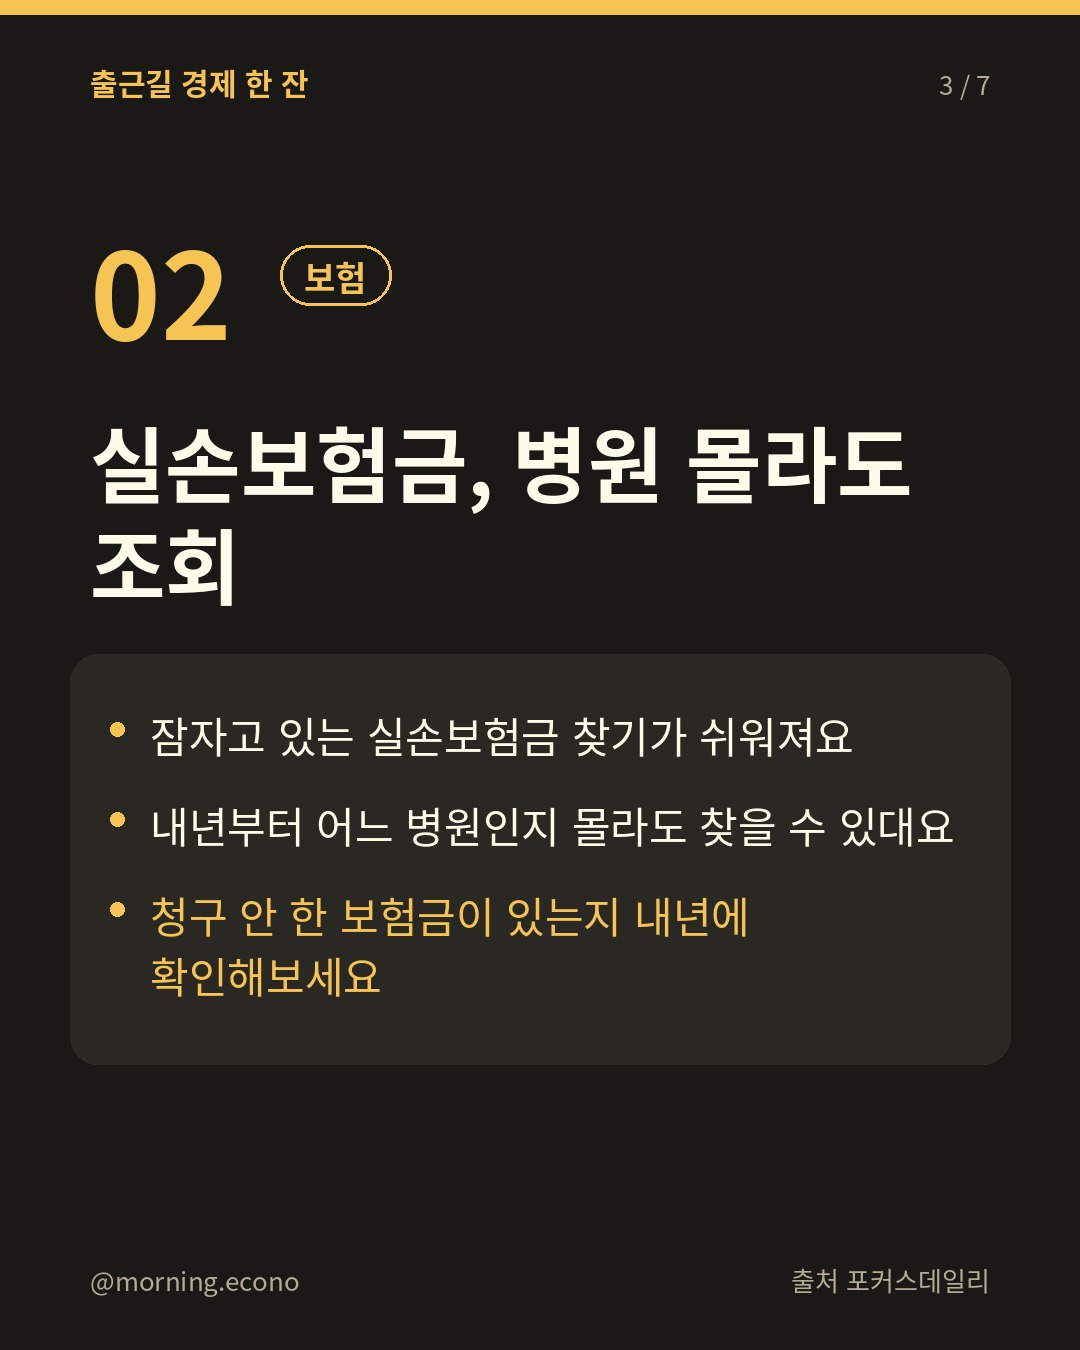 출근길 경제 한 잔
3 / 7
02
보험
실손보험금, 병원 몰라도
조회
잠자고 있는 실손보험금 찾기가 쉬워져요
내년부터 어느 병원인지 몰라도 찾을 수 있대요
청구 안 한 보험금이 있는지 내년에
확인해보세요
@morning.econo
출처 포커스데일리